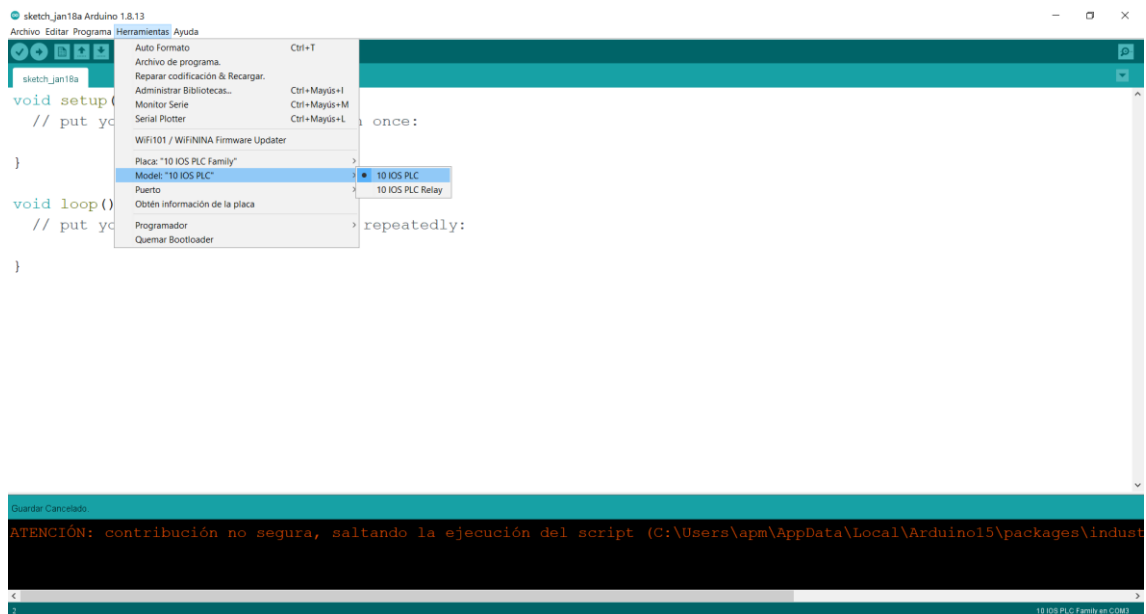 sketch_jan18a Arduino 1.8.13
Archivo Editar Programa Herramientas Ayuda
sketch_jan18a
Auto Formato Ctrl+T
Archivo de programa.
Reparar codificación & Recargar.
Administrar Bibliotecas.. Ctrl+Mayús+I
Monitor Serie Ctrl+Mayús+M
Serial Plotter Ctrl+Mayús+L
WiFi101 / WiFiNINA Firmware Updater
Placa: "10 IOS PLC Family"
Model: "10 IOS PLC"
Puerto
Obtén información de la placa
Programador
Quemar Bootloader
10 IOS PLC
10 IOS PLC Relay
void setup(
// put yo
once:
}
void loop()
// put yo
repeatedly:
}
Guardar Cancelado.
ATENCIÓN: contribución no segura, saltando la ejecución del script (C:\Users\apm\AppData\Local\Arduino15\packages\indust
2
10 IOS PLC Family en COM3